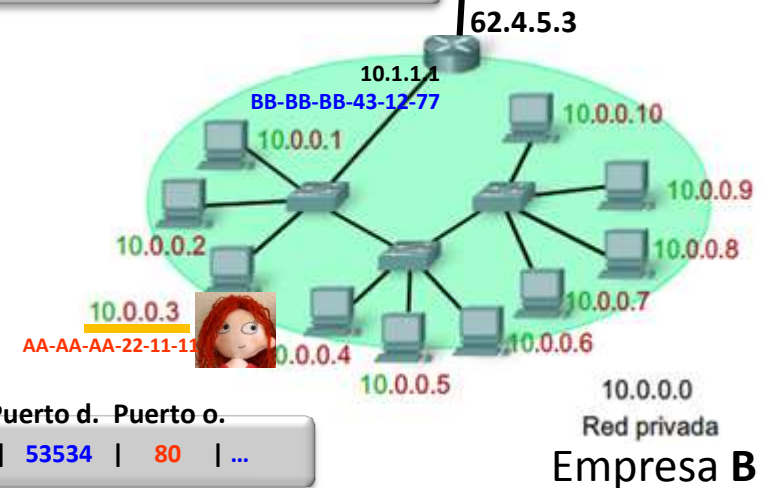 62.4.5.3
10.1.1.1
BB-BB-BB-43-12-77
10.0.0.10
10.0.0.1
10.0.0.9
10.0.0.2
10.0.0.8
10.0.0.3
10.0.0.7
AA-AA-AA-22-11-11
0.0.0.4
10.0.0.6
10.0.0.5
10.0.0.0
Red privada
Empresa B
Puerto d. Puerto o.
| 53534 | 80 | ...